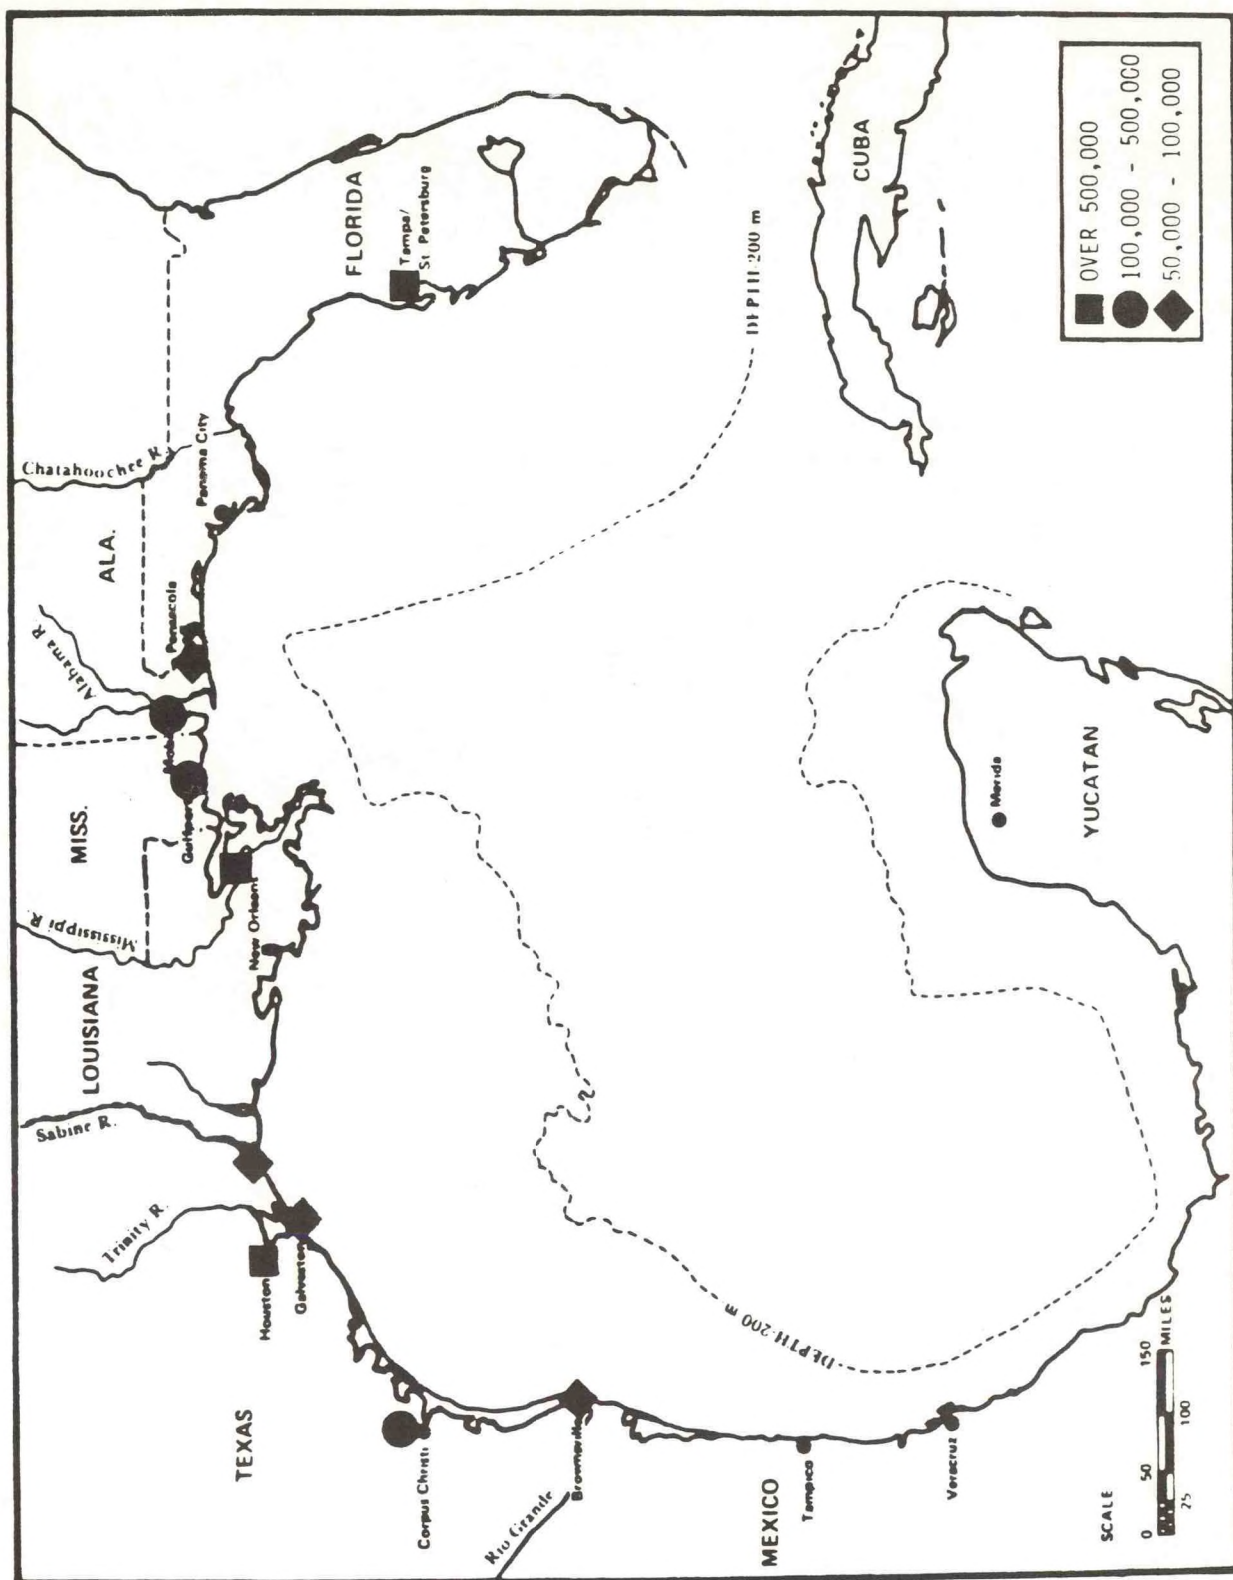 Chatahoochee R.
ALA.
Alabama R.
MISS.
Mississippi R.
LOUISIANA
Sabine R.
Trinity R.
TEXAS
FLORIDA
Tampa/
St. Petersburg
Panama City
Pensacola
New Orleans
Houston
Galveston
Corpus Christi
Brownsville
Rio Grande
MEXICO
Tampico
Veracruz
YUCATAN
Merida
CUBA
DEPTH-200 m
DEPTH-200 m
OVER 500,000
100,000 - 500,000
50,000 - 100,000
SCALE
0 50 150
MILES
25 100